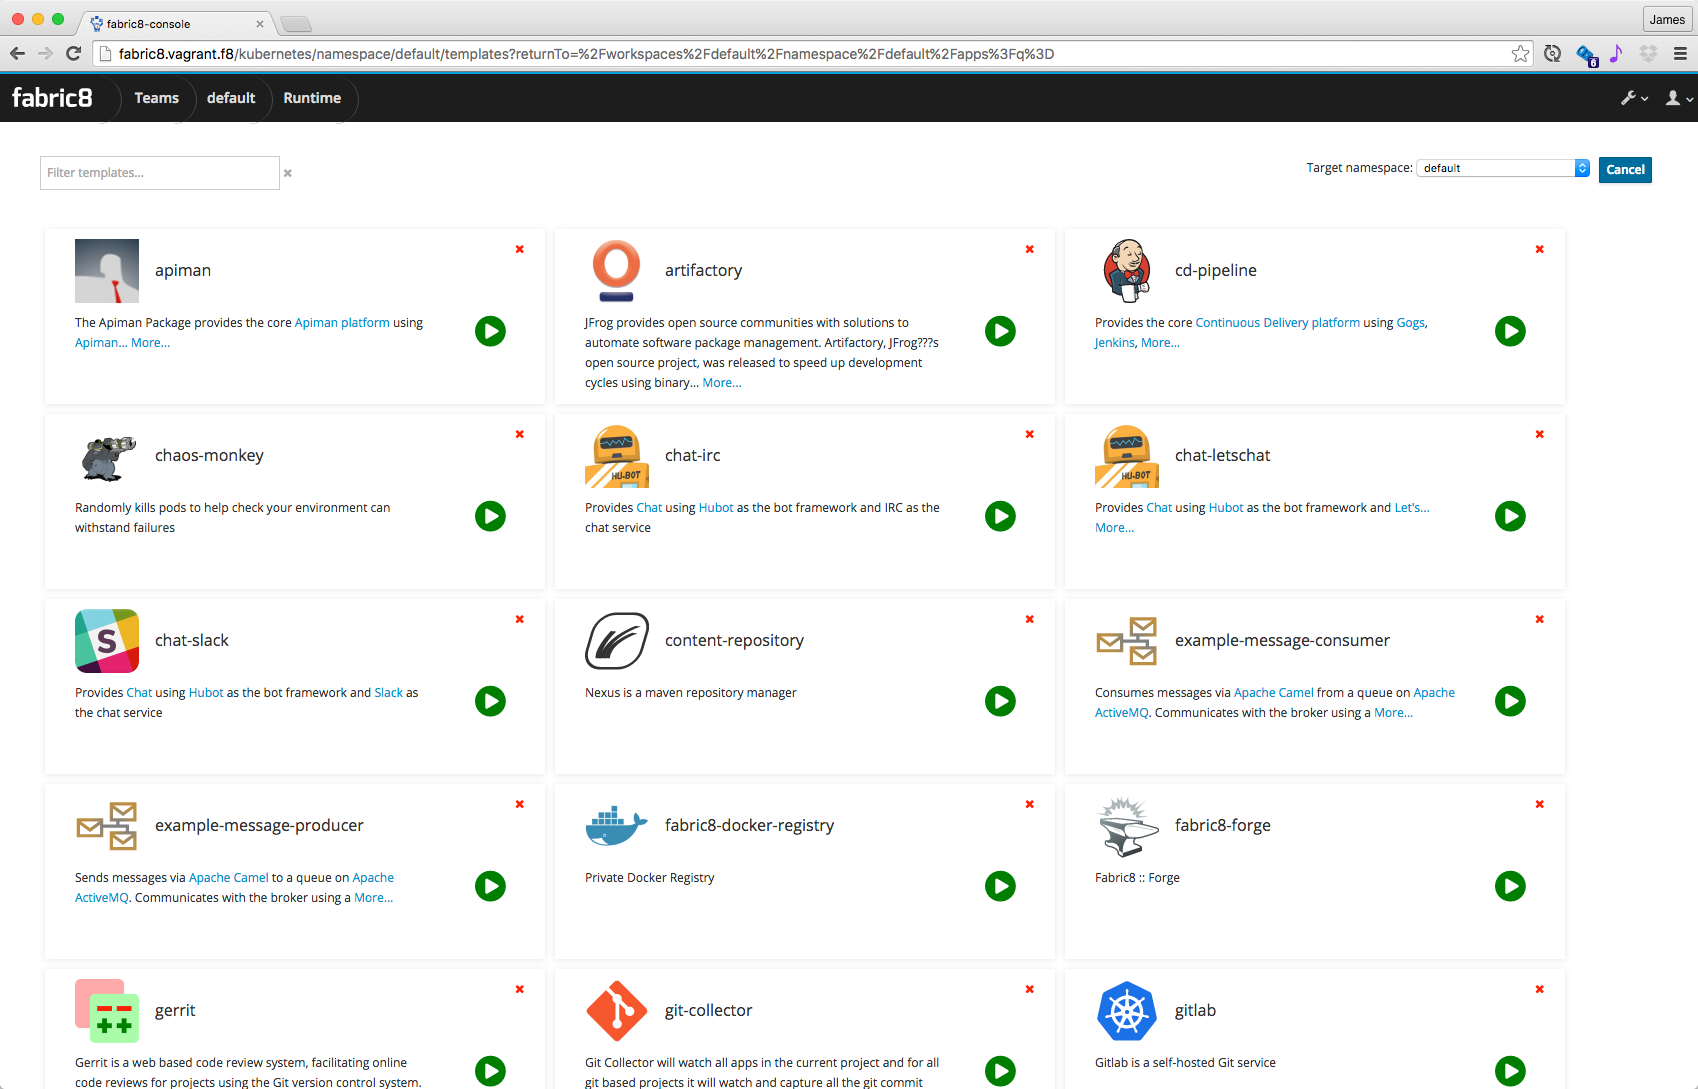 fabric8-console
James
fabric8.vagrant.f8/kubernetes/namespace/default/templates?returnTo=%2Fworkspaces%2Fdefault%2Fnamespace%2Fdefault%2Fapps%3Fq%3D
6
fabric8 Teams default Runtime
Filter templates...
Target namespace: default Cancel
apiman
The Apiman Package provides the core Apiman platform using
Apiman... More...
artifactory
JFrog provides open source communities with solutions to
automate software package management. Artifactory, JFrog???s
open source project, was released to speed up development
cycles using binary... More...
cd-pipeline
Provides the core Continuous Delivery platform using Gogs,
Jenkins, More...
chaos-monkey
Randomly kills pods to help check your environment can
withstand failures
HU-BOT
chat-irc
Provides Chat using Hubot as the bot framework and IRC as the
chat service
HU-BOT
chat-letschat
Provides Chat using Hubot as the bot framework and Let's...
More...
S
chat-slack
Provides Chat using Hubot as the bot framework and Slack as
the chat service
content-repository
Nexus is a maven repository manager
example-message-consumer
Consumes messages via Apache Camel from a queue on Apache
ActiveMQ. Communicates with the broker using a More...
example-message-producer
Sends messages via Apache Camel to a queue on Apache
ActiveMQ. Communicates with the broker using a More...
fabric8-docker-registry
Private Docker Registry
fabric8-forge
Fabric8 :: Forge
gerrit
Gerrit is a web based code review system, facilitating online
code reviews for projects using the Git version control system.
git-collector
Git Collector will watch all apps in the current project and for all
git based projects it will watch and capture all the git commit
gitlab
Gitlab is a self-hosted Git service